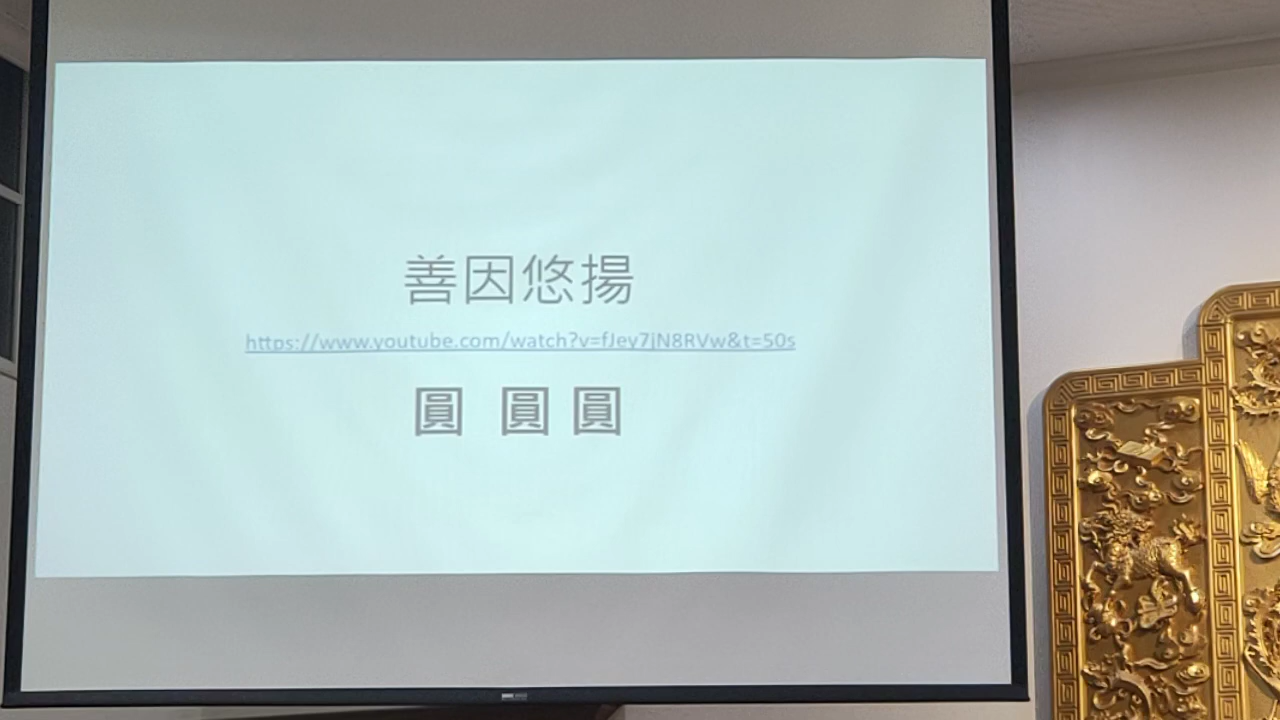 善因悠揚
https://www.youtube.com/watch?v=fJey7jN8RVw&t=50s
圓 圓 圓